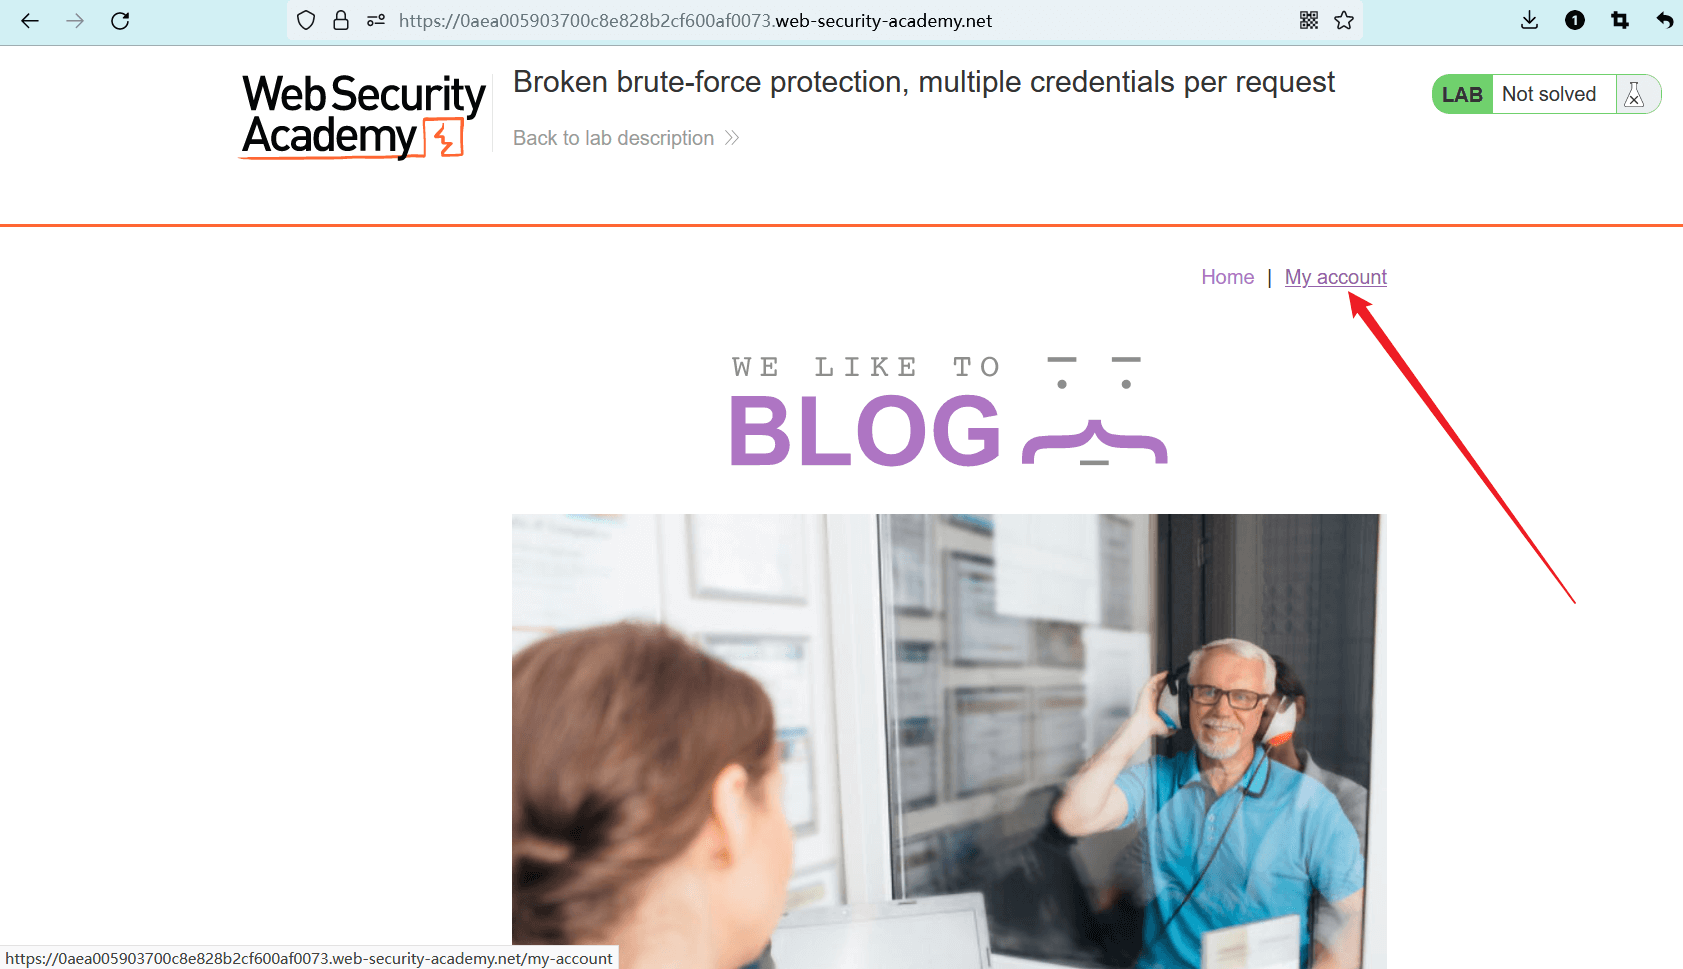 https://0aea005903700c8e828b2cf600af0073.web-security-academy.net
1
Web Security
Academy
Broken brute-force protection, multiple credentials per request
Back to lab description
LAB Not solved
Home | My account
WE LIKE TO
BLOG
https://0aea005903700c8e828b2cf600af0073.web-security-academy.net/my-account